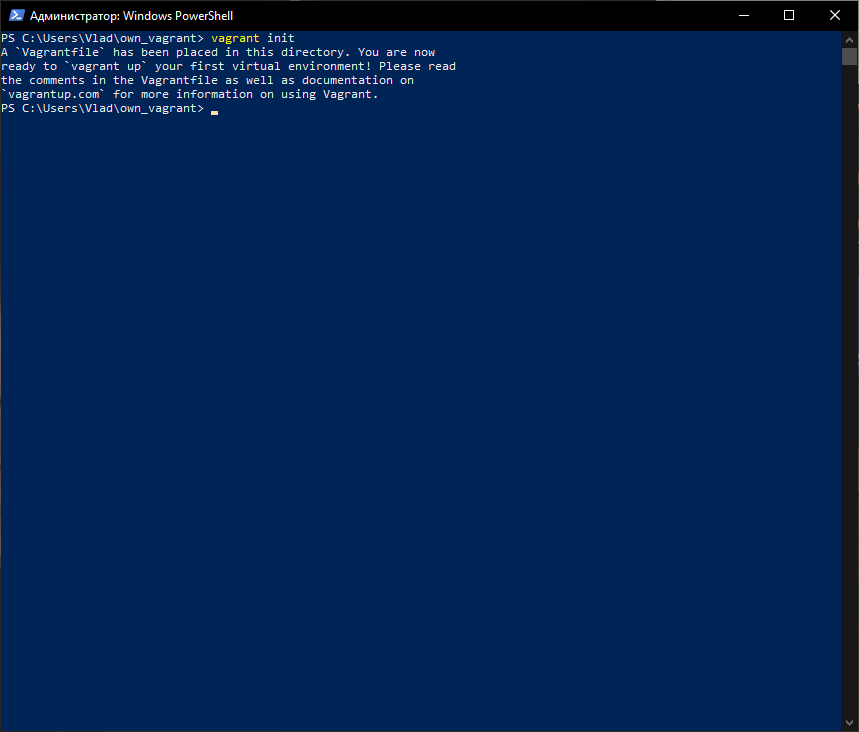 Администратор: Windows PowerShell
PS C:\Users\Vlad\own_vagrant> vagrant init
A `Vagrantfile` has been placed in this directory. You are now
ready to `vagrant up` your first virtual environment! Please read
the comments in the Vagrantfile as well as documentation on
`vagrantup.com` for more information on using Vagrant.
PS C:\Users\Vlad\own_vagrant>